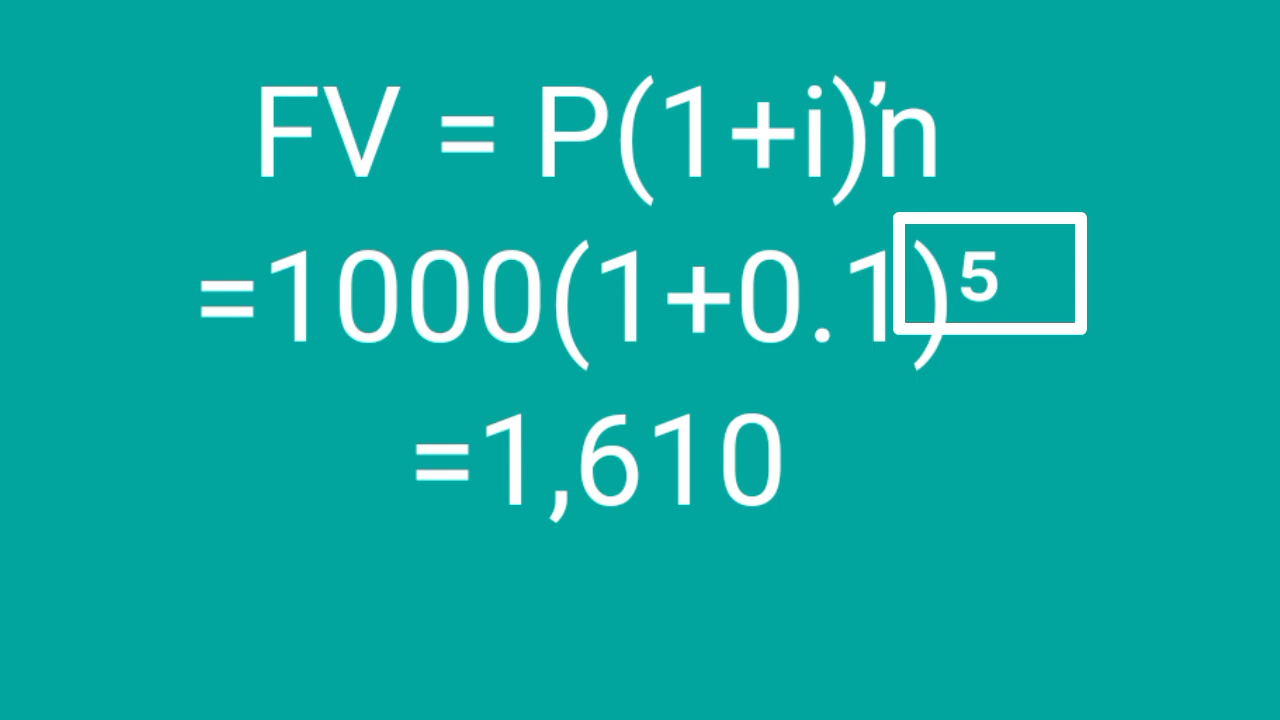 FV = P(1+i)’n
=1000(1+0.1)⁵
=1,610